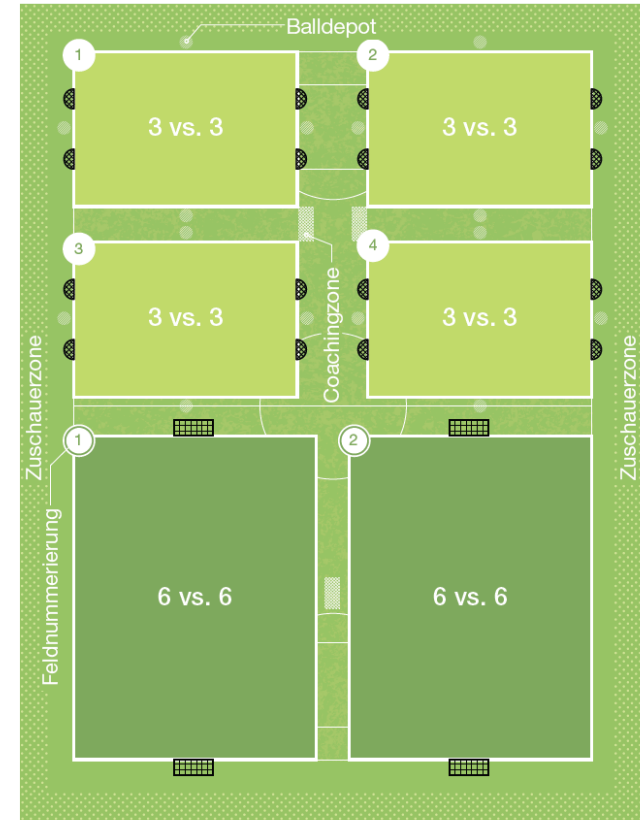 Balldepot
1
2
3 vs. 3
3 vs. 3
3
4
3 vs. 3
3 vs. 3
Coachingzone
Zuschauerzone
Zuschauerzone
1
2
Feldnummerierung
6 vs. 6
6 vs. 6